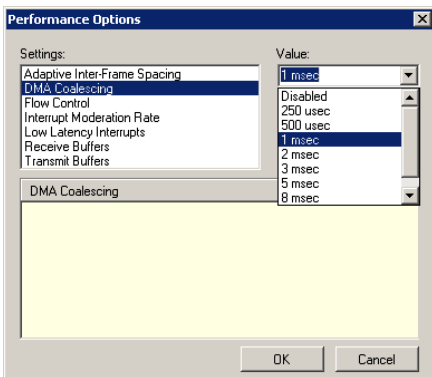 Performance Options
Settings:
Value:
Adaptive Inter-Frame Spacing
DMA Coalescing
Flow Control
Interrupt Moderation Rate
Low Latency Interrupts
Receive Buffers
Transmit Buffers
1 msec
Disabled
250 usec
500 usec
1 msec
2 msec
3 msec
5 msec
8 msec
DMA Coalescing
OK
Cancel